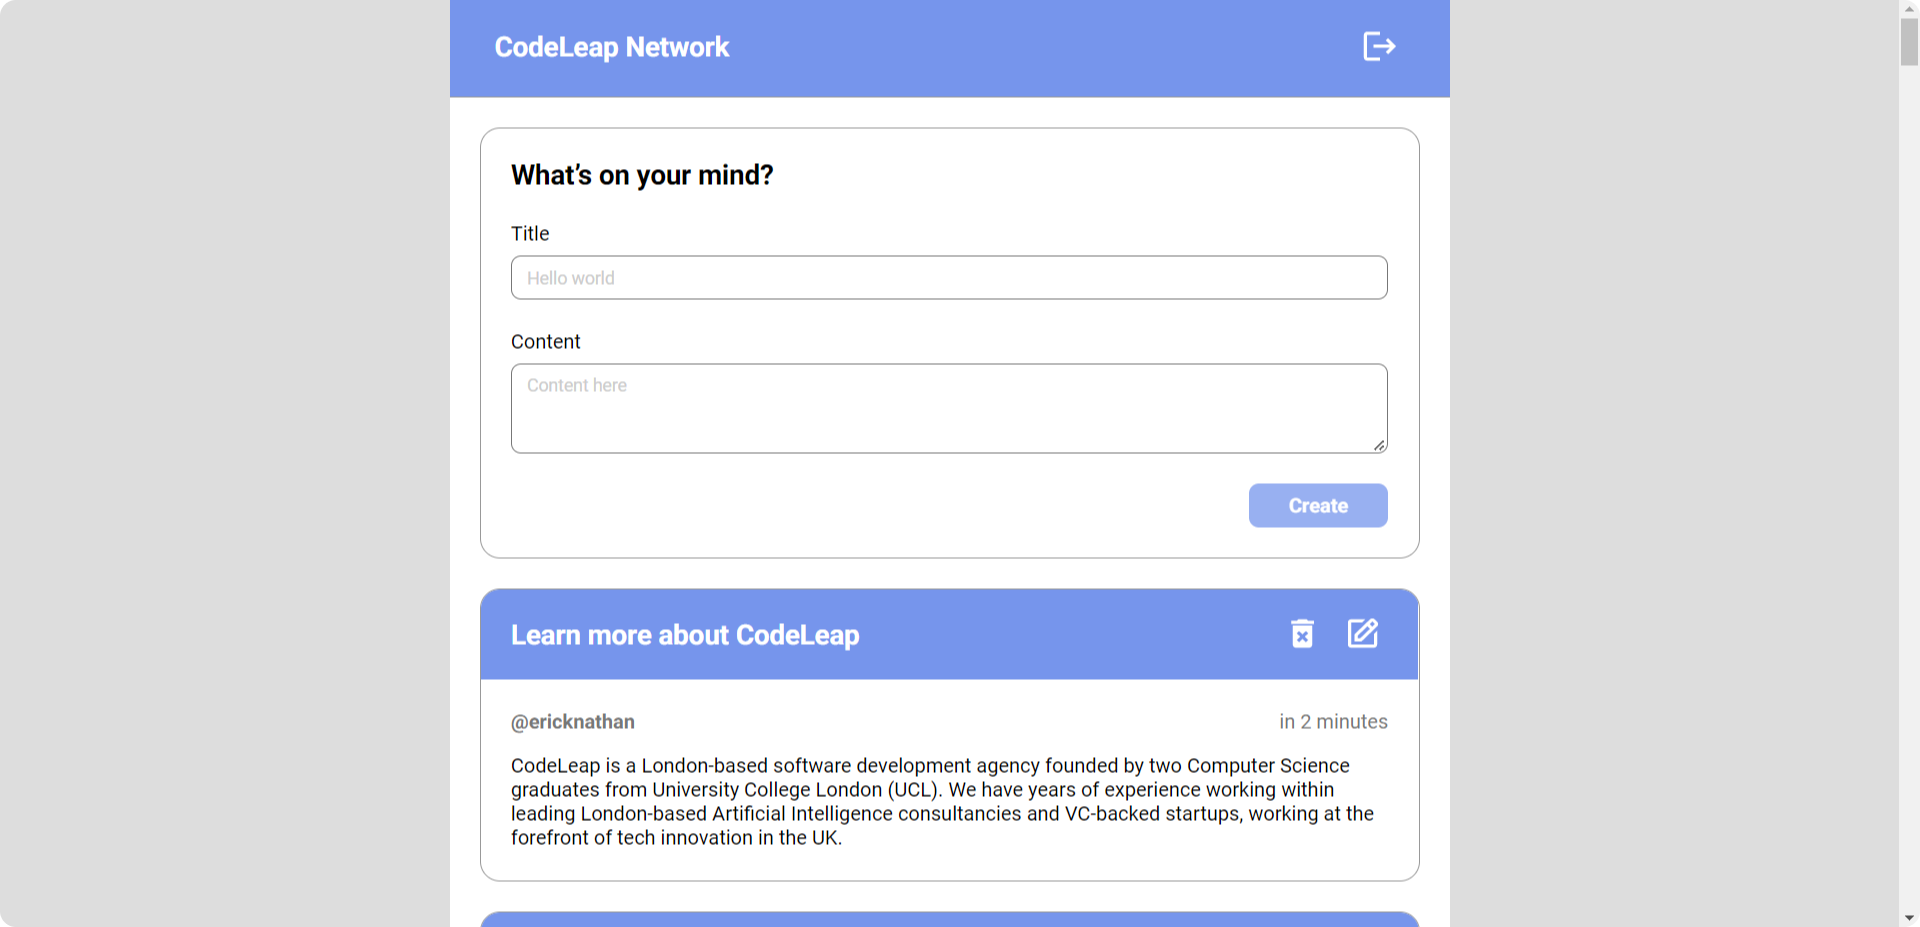 CodeLeap Network
What’s on your mind?
Title
Hello world
Content
Content here
Create
Learn more about CodeLeap
@ericknathan
in 2 minutes
CodeLeap is a London-based software development agency founded by two Computer Science
graduates from University College London (UCL). We have years of experience working within
leading London-based Artificial Intelligence consultancies and VC-backed startups, working at the
forefront of tech innovation in the UK.